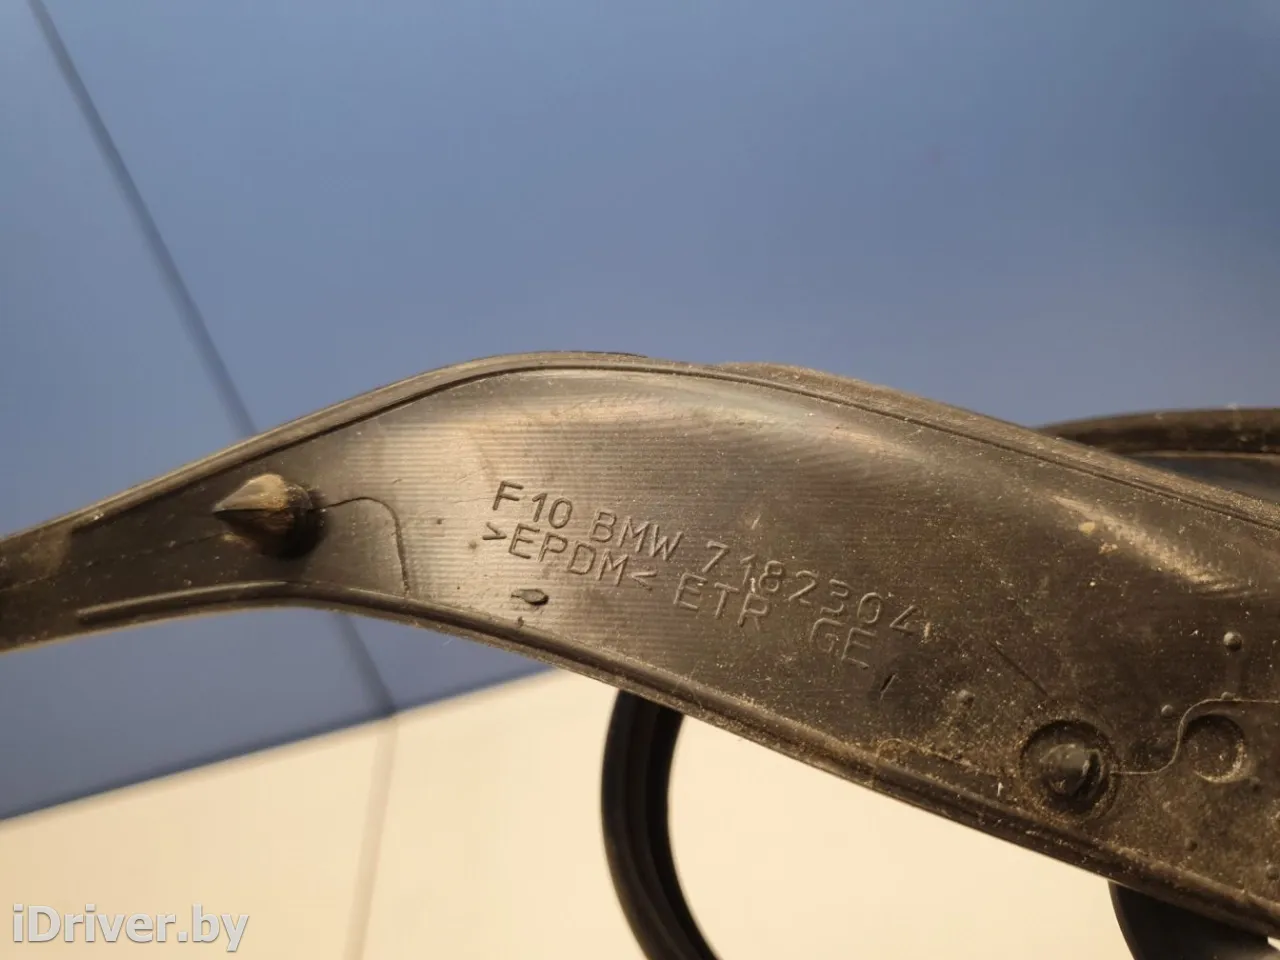 F10 BMW 7182304
>EPDM< ETR GE
iDriver.by